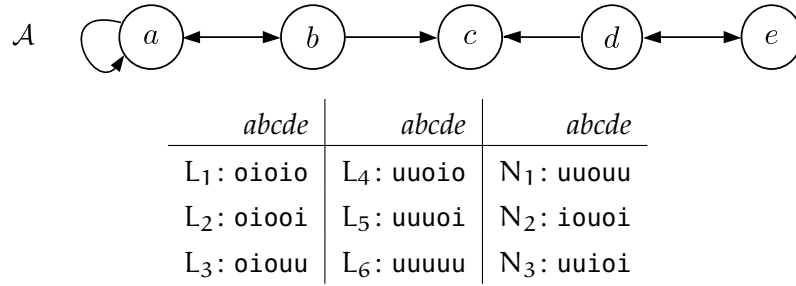 𝒜 a b c d e
abcde abcde abcde
L₁: oioio L₄: uuoio N₁: uuouu
L₂: oiooi L₅: uuuoi N₂: iouoi
L₃: oiouu L₆: uuuuu N₃: uuioi